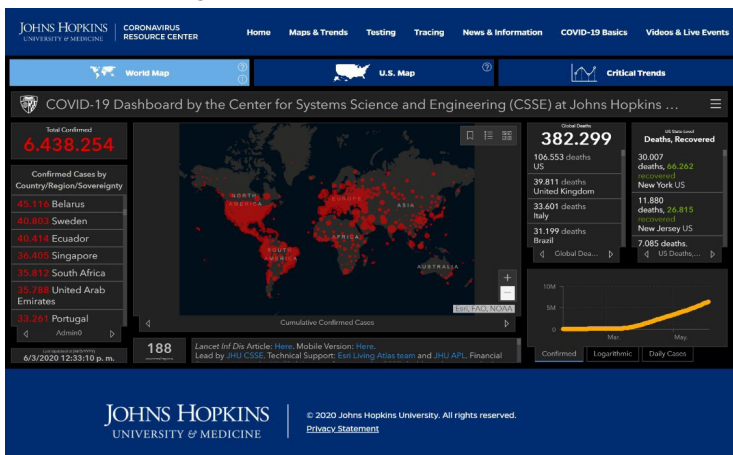 JOHNS HOPKINS
UNIVERSITY & MEDICINE
CORONAVIRUS
RESOURCE CENTER
Home
Maps & Trends
Testing
Tracing
News & Information
COVID-19 Basics
Videos & Live Events
World Map
U.S. Map
Critical Trends
COVID-19 Dashboard by the Center for Systems Science and Engineering (CSSE) at Johns Hopkins ...
Total Confirmed
6.438.254
Confirmed Cases by
Country/Region/Sovereignty
45.116 Belarus
40.803 Sweden
40.414 Ecuador
36.405 Singapore
35.812 South Africa
35.788 United Arab
Emirates
33.261 Portugal
Admin0
6/3/2020 12:33:10 p. m.
NORTH
AMERICA
EUROPE
ASIA
AFRICA
SOUTH
AMERICA
AUSTRALIA
+
−
Esri, FAO, NOAA
Cumulative Confirmed Cases
188
Lancet Inf Dis Article: Here. Mobile Version: Here.
Lead by JHU CSSE. Technical Support: Esri Living Atlas team and JHU APL. Financial
Global Deaths
382.299
106.553 deaths
US
39.811 deaths
United Kingdom
33.601 deaths
Italy
31.199 deaths
Brazil
Global Dea...
US State Level
Deaths, Recovered
30.007
deaths, 66.262
recovered
New York US
11.880
deaths, 26.815
recovered
New Jersey US
7.085 deaths,
US Deaths,...
10M
5M
0
Mar.
May.
Confirmed
Logarithmic
Daily Cases
JOHNS HOPKINS
UNIVERSITY & MEDICINE
© 2020 Johns Hopkins University. All rights reserved.
Privacy Statement